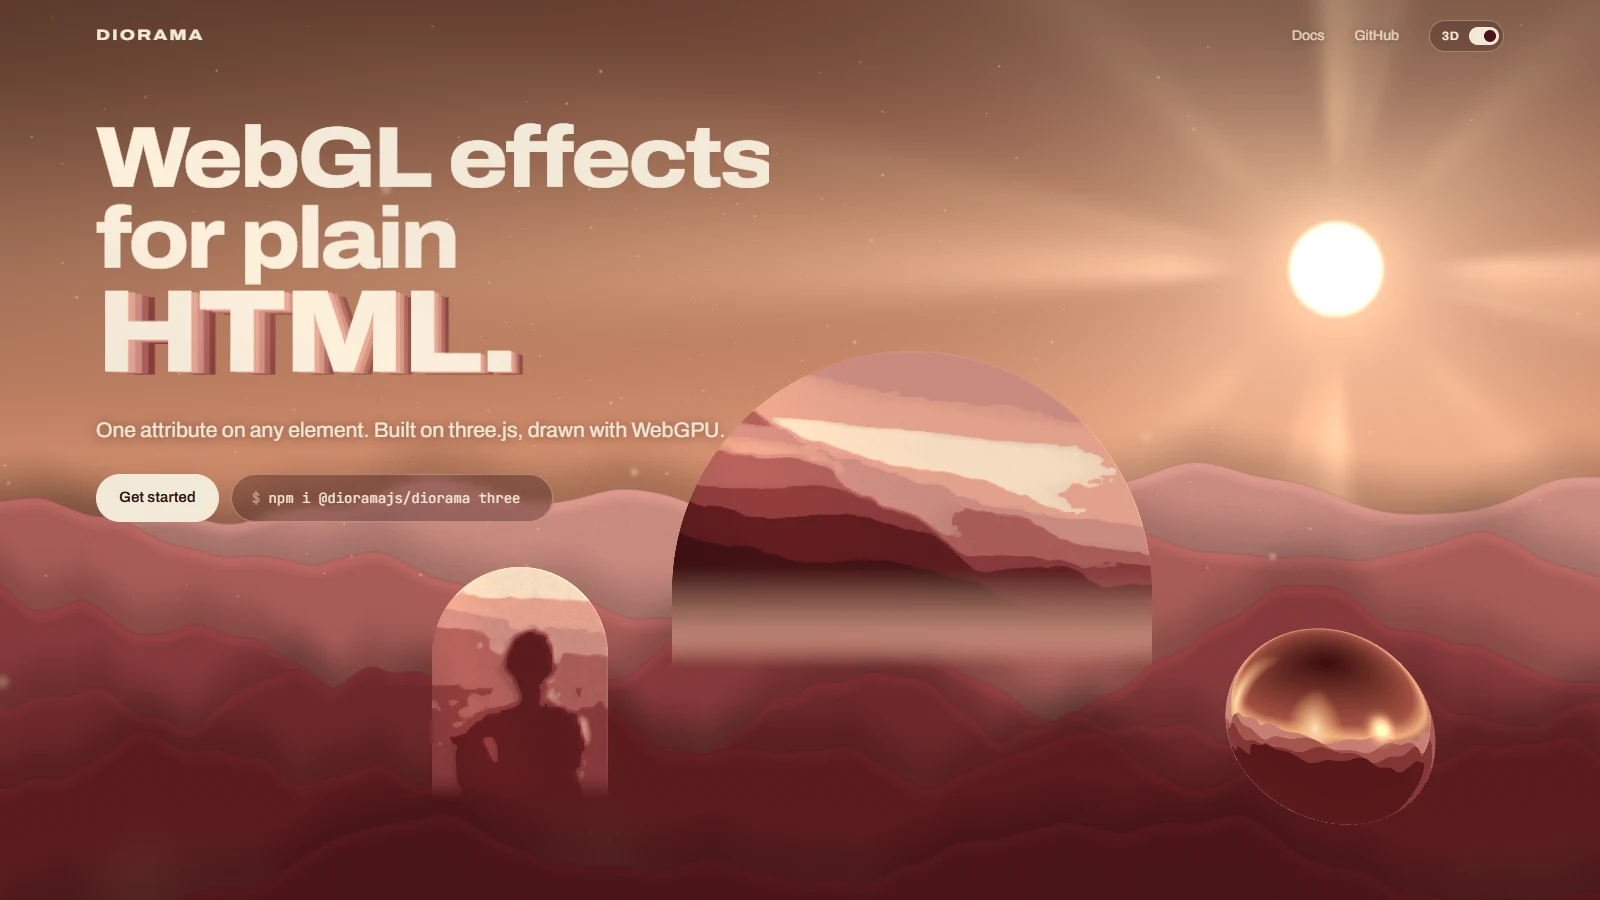 DIORAMA
Docs
GitHub
3D
WebGL effects
for plain
HTML.
One attribute on any element. Built on three.js, drawn with WebGPU.
Get started
$ npm i @dioramajs/diorama three